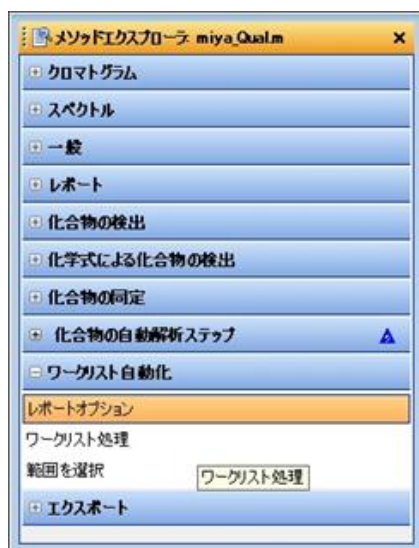 メソッドエクスプローラ: miya_Qual.m
クロマトグラム
スペクトル
一般
レポート
化合物の検出
化学式による化合物の検出
化合物の同定
化合物の自動解析ステップ
ワークリスト自動化
レポートオプション
ワークリスト処理
範囲を選択
ワークリスト処理
エクスポート